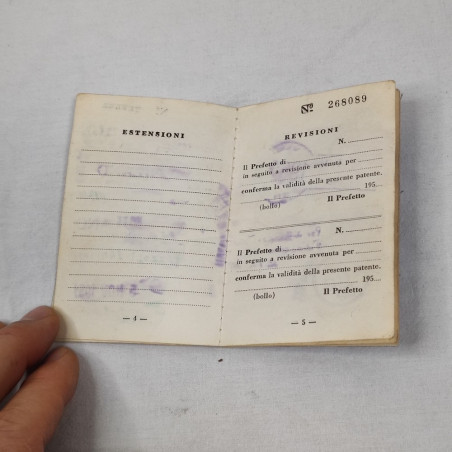 ESTENSIONI
— 4 —
Nº 268089
REVISIONI
N.
Il Prefetto di
in seguito a revisione avvenuta per
conferma la validità della presente patente.
195...
(bollo) Il Prefetto
N.
Il Prefetto di
in seguito a revisione avvenuta per
conferma la validità della presente patente.
195...
(bollo) Il Prefetto
— 5 —